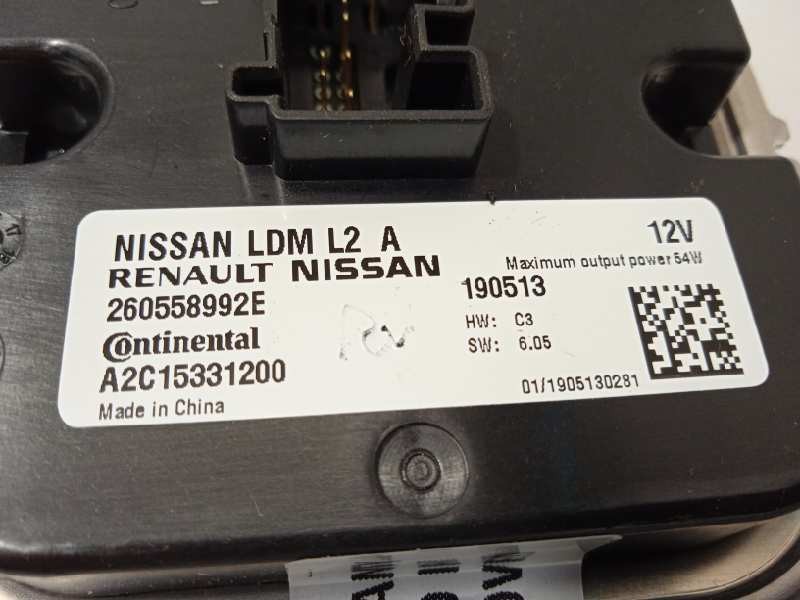 NISSAN LDM L2 A
12V
RENAULT NISSAN
Maximum output power 54W
260558992E
190513
Continental
HW: C3
SW: 6.05
A2C15331200
01/1905130281
Made in China